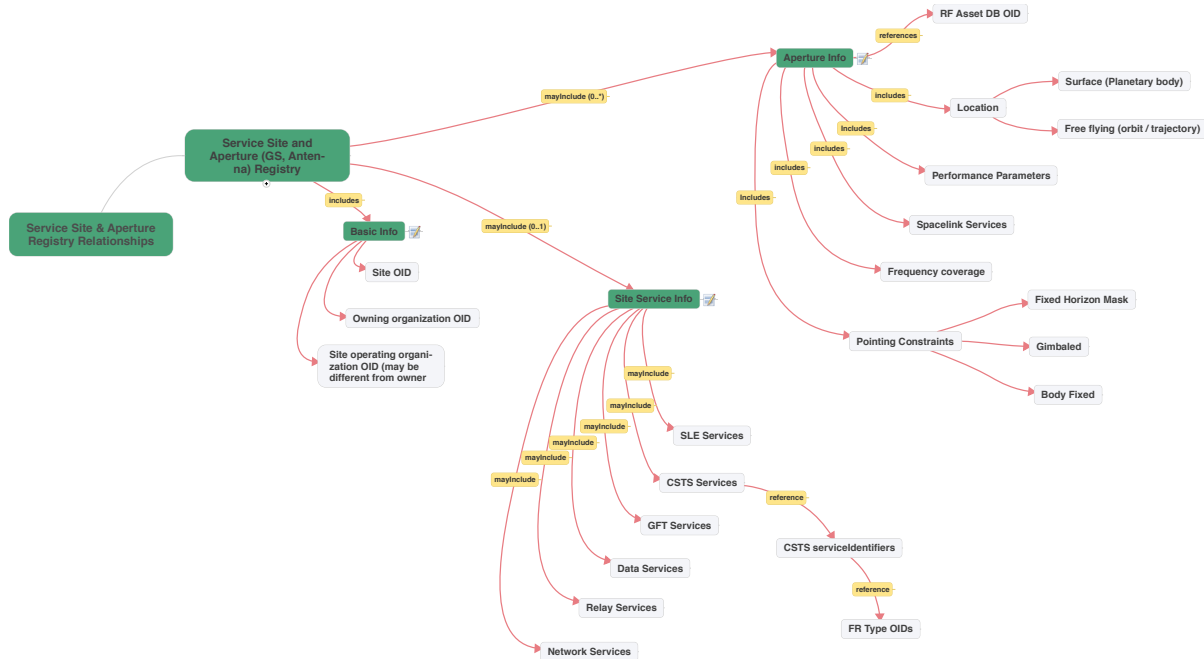 RF Asset DB OID
references
Aperture Info
Surface (Planetary body)
includes
mayInclude (0..*)
Location
Free flying (orbit / trajectory)
Includes
includes
Service Site and
Aperture (GS, Anten-
na) Registry
includes
Performance Parameters
includes
Includes
Service Site & Aperture
Registry Relationships
mayInclude (0..1)
Spacelink Services
Basic Info
Site OID
Frequency coverage
Site Service Info
Fixed Horizon Mask
Owning organization OID
Pointing Constraints
Gimbaled
Site operating organi-
zation OID (may be
different from owner
mayInclude
Body Fixed
mayInclude
mayInclude
SLE Services
mayInclude
mayInclude
mayInclude
CSTS Services
reference
GFT Services
CSTS serviceIdentifiers
Data Services
reference
Relay Services
FR Type OIDs
Network Services